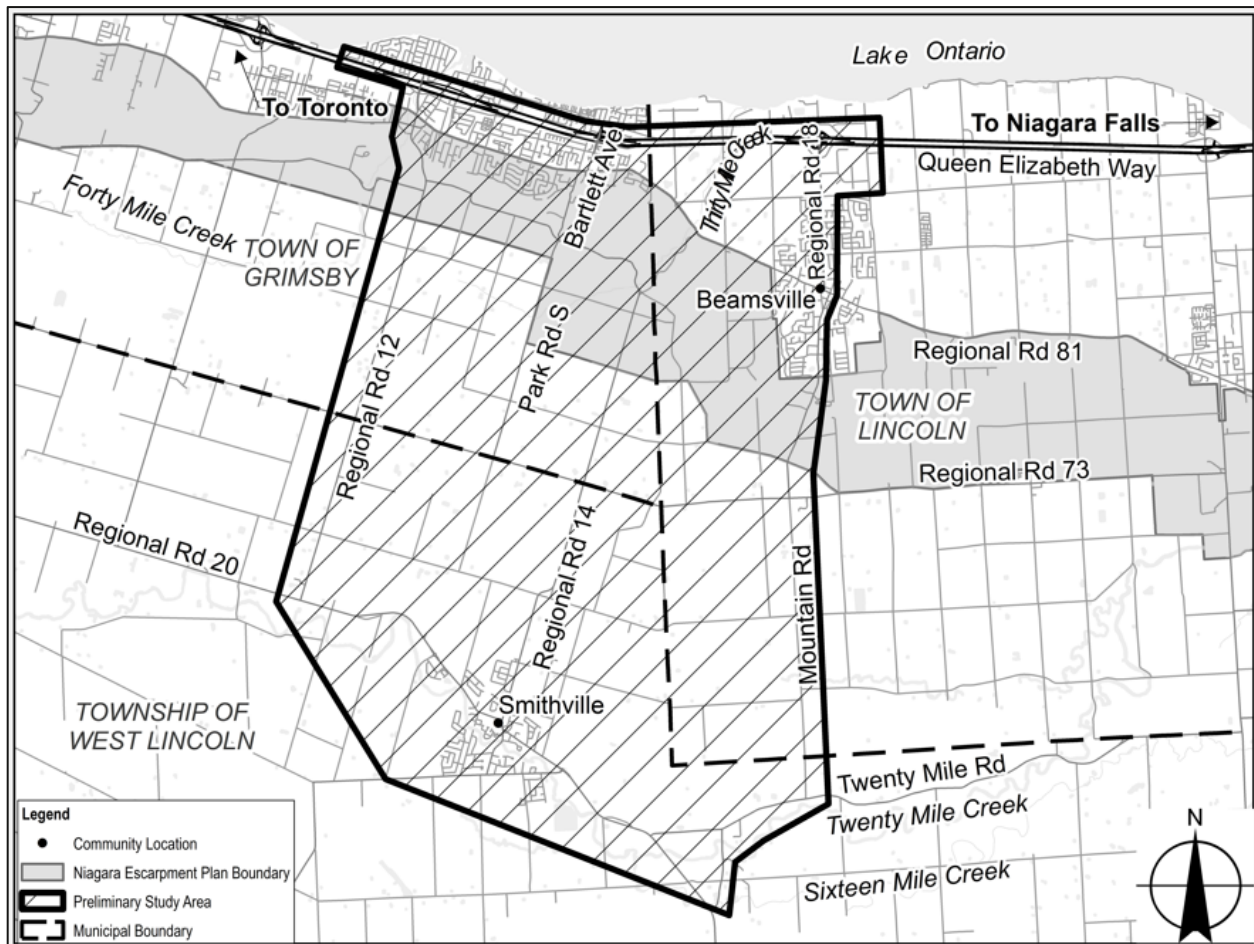 Lake Ontario
To Toronto
To Niagara Falls
Queen Elizabeth Way
Thirty Mile Creek
Regional Rd 18
Bartlett Ave
Forty Mile Creek
TOWN OF
GRIMSBY
Beamsville
Park Rd S
Regional Rd 12
Regional Rd 81
TOWN OF
LINCOLN
Regional Rd 73
Regional Rd 20
Regional Rd 14
Mountain Rd
Smithville
TOWNSHIP OF
WEST LINCOLN
Twenty Mile Rd
Twenty Mile Creek
Sixteen Mile Creek
Legend
Community Location
Niagara Escarpment Plan Boundary
Preliminary Study Area
Municipal Boundary
N